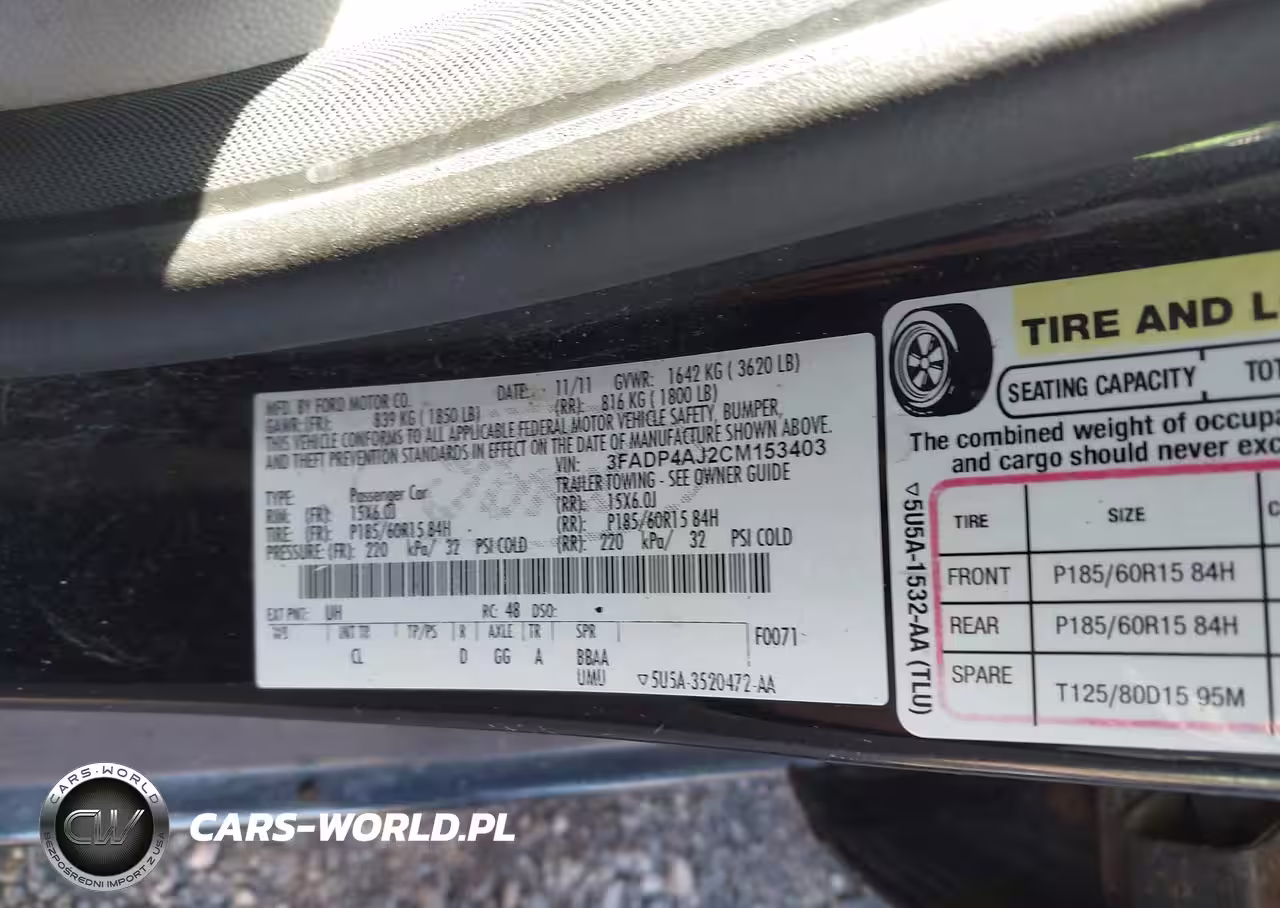 MFD. BY FORD MOTOR CO. DATE: 11/11 GVWR: 1642 KG ( 3620 LB)
GAWR: (FR): 839 KG ( 1850 LB) (RR): 816 KG ( 1800 LB)
THIS VEHICLE CONFORMS TO ALL APPLICABLE FEDERAL MOTOR VEHICLE SAFETY, BUMPER,
AND THEFT PREVENTION STANDARDS IN EFFECT ON THE DATE OF MANUFACTURE SHOWN ABOVE.
VIN: 3FADP4AJ2CM153403
TYPE: Passenger Car TRAILER TOWING - SEE OWNER GUIDE
RIM: (FR): 15X6.0J (RR): 15X6.0J
TIRE: (FR): P185/60R15 84H (RR): P185/60R15 84H
PRESSURE: (FR): 220 kPa/ 32 PSI COLD (RR): 220 kPa/ 32 PSI COLD
EXT PNT: UH RC: 48 DSO:
INT TR TP/PS R AXLE TR SPR F0071
CL D GG A BBAA
UMU ▽5U5A-3520472-AA
TIRE AND L
SEATING CAPACITY TOT
The combined weight of occupa
and cargo should never exc
▽5U5A-1532-AA (TLU)
TIRE SIZE C
FRONT P185/60R15 84H
REAR P185/60R15 84H
SPARE T125/80D15 95M
CARS-WORLD
CW
BEZPOŚREDNI IMPORT Z USA
CARS-WORLD.PL